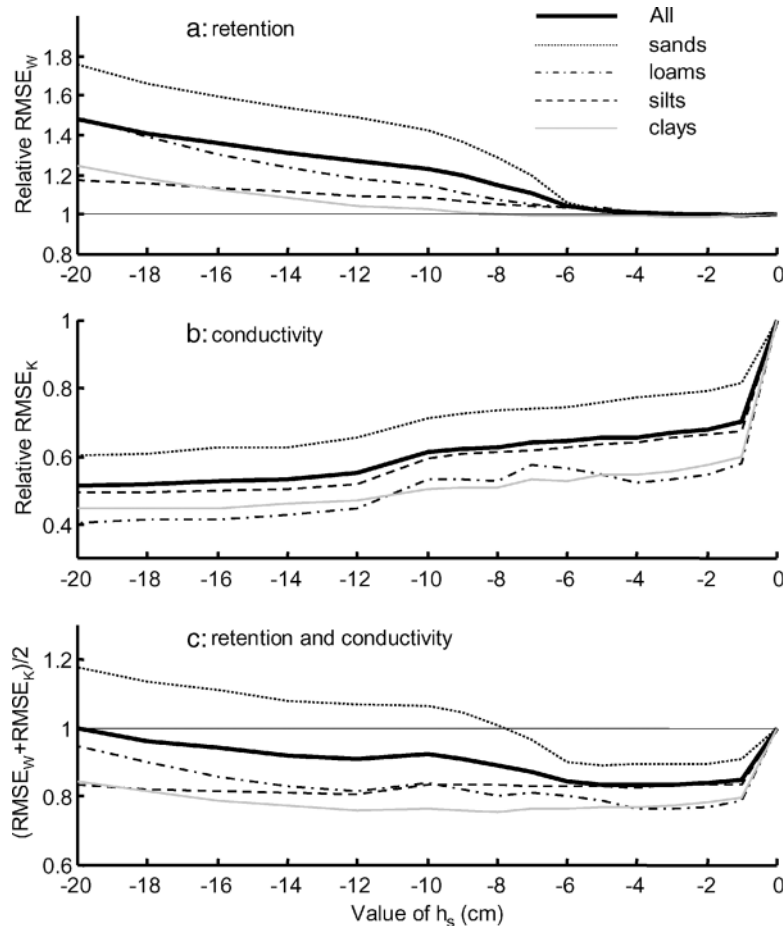 a: retention
All
sands
loams
silts
clays
Relative RMSE_W
1.8
1.6
1.4
1.2
1
0.8
-20 -18 -16 -14 -12 -10 -8 -6 -4 -2 0
b: conductivity
Relative RMSE_K
1
0.8
0.6
0.4
-20 -18 -16 -14 -12 -10 -8 -6 -4 -2 0
c: retention and conductivity
(RMSE_W+RMSE_K)/2
1.2
1
0.8
0.6
-20 -18 -16 -14 -12 -10 -8 -6 -4 -2 0
Value of h_s (cm)